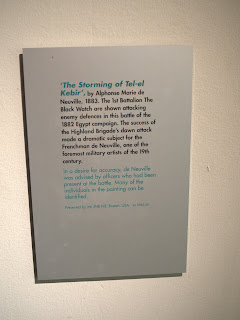 'The Storming of Tel-el
Kebir', by Alphonse Marie de
Neuville, 1883. The 1st Battalion The
Black Watch are shown attacking
enemy defences in this battle of the
1882 Egypt campaign. The success of
the Highland Brigade's dawn attack
made a dramatic subject for the
Frenchman de Neuville, one of the
foremost military artists of the 19th
century.
In a desire for accuracy, de Neuville
was advised by officers who had been
present at the battle. Many of the
individuals in the painting can be
identified.
Presented by